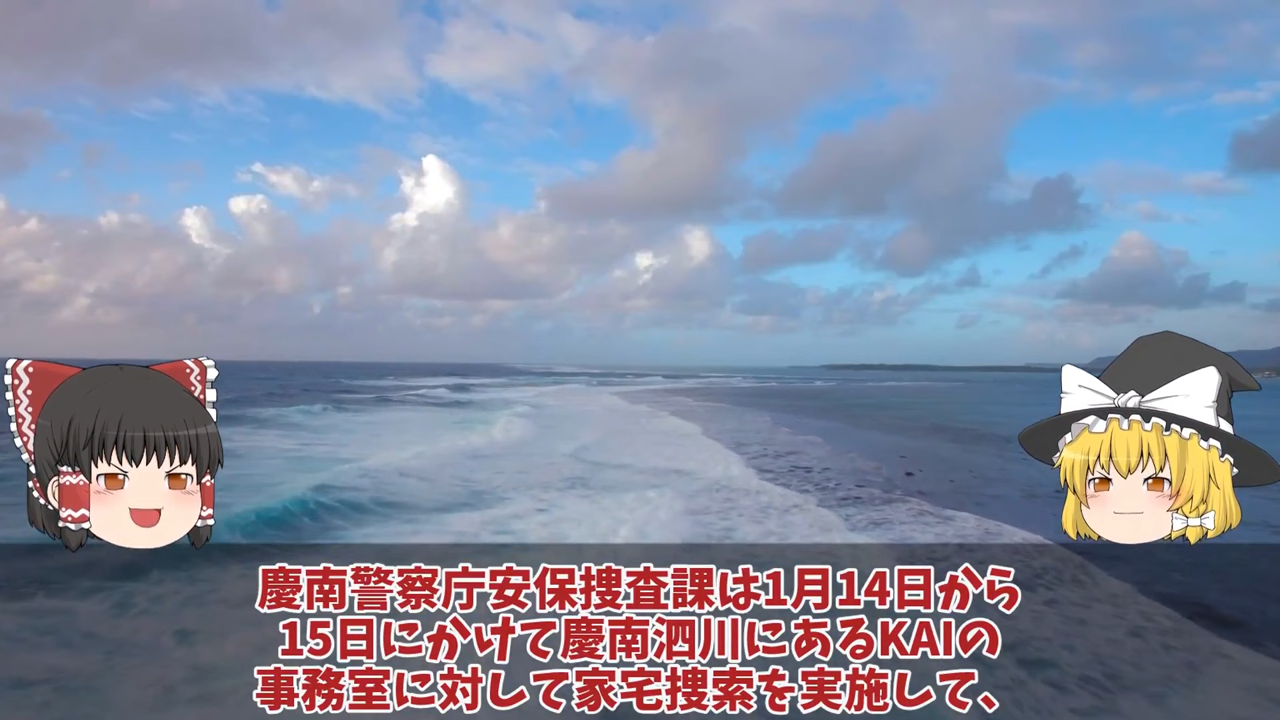 慶南警察庁安保捜査課は1月14日から
15日にかけて慶南泗川にあるKAIの
事務室に対して家宅捜索を実施して、